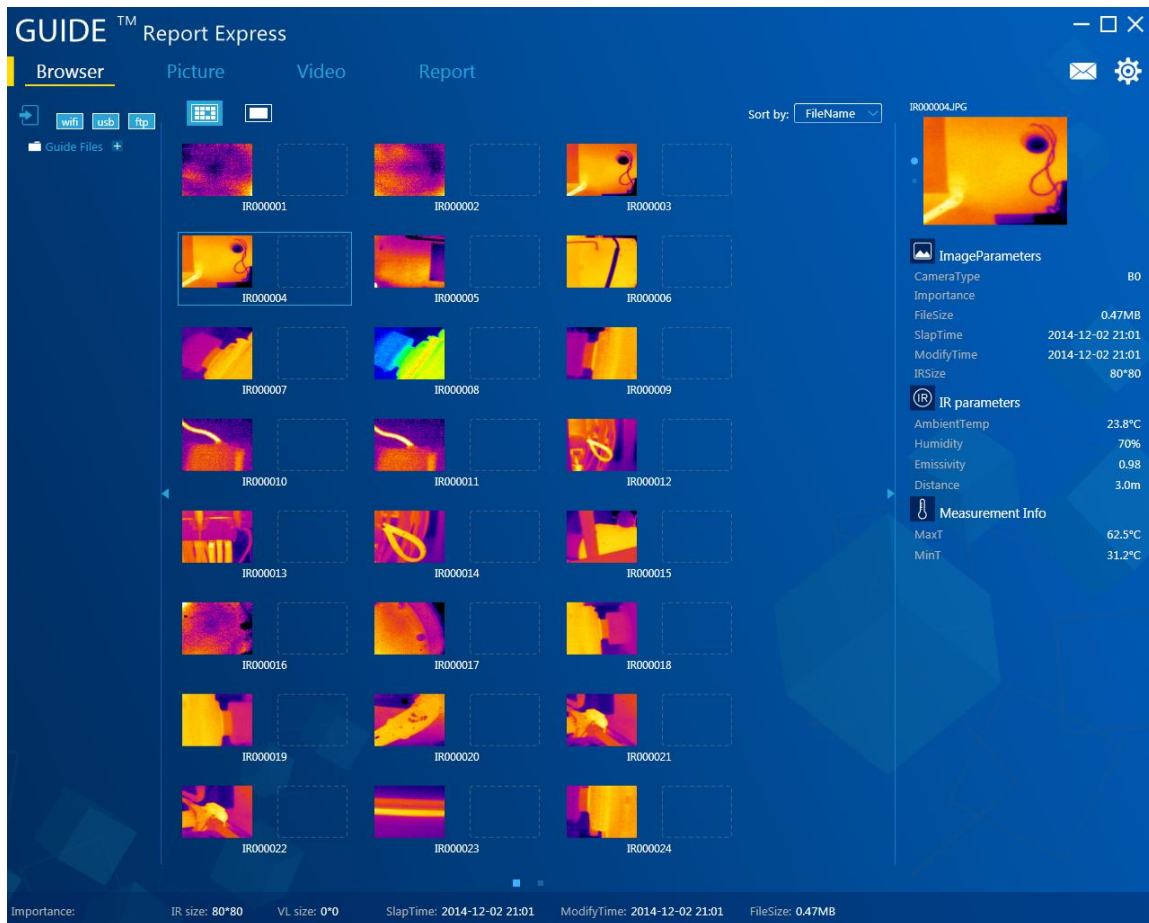 GUIDE ™ Report Express
Browser Picture Video Report
wifi usb ftp
Guide Files +
Sort by: FileName
IR000001 IR000002 IR000003
IR000004 IR000005 IR000006
IR000007 IR000008 IR000009
IR000010 IR000011 IR000012
IR000013 IR000014 IR000015
IR000016 IR000017 IR000018
IR000019 IR000020 IR000021
IR000022 IR000023 IR000024
IR000004.JPG
ImageParameters
CameraType B0
Importance
FileSize 0.47MB
SlapTime 2014-12-02 21:01
ModifyTime 2014-12-02 21:01
IRSize 80*80
IR IR parameters
AmbientTemp 23.8°C
Humidity 70%
Emissivity 0.98
Distance 3.0m
Measurement Info
MaxT 62.5°C
MinT 31.2°C
Importance: IR size: 80*80 VL size: 0*0 SlapTime: 2014-12-02 21:01 ModifyTime: 2014-12-02 21:01 FileSize: 0.47MB